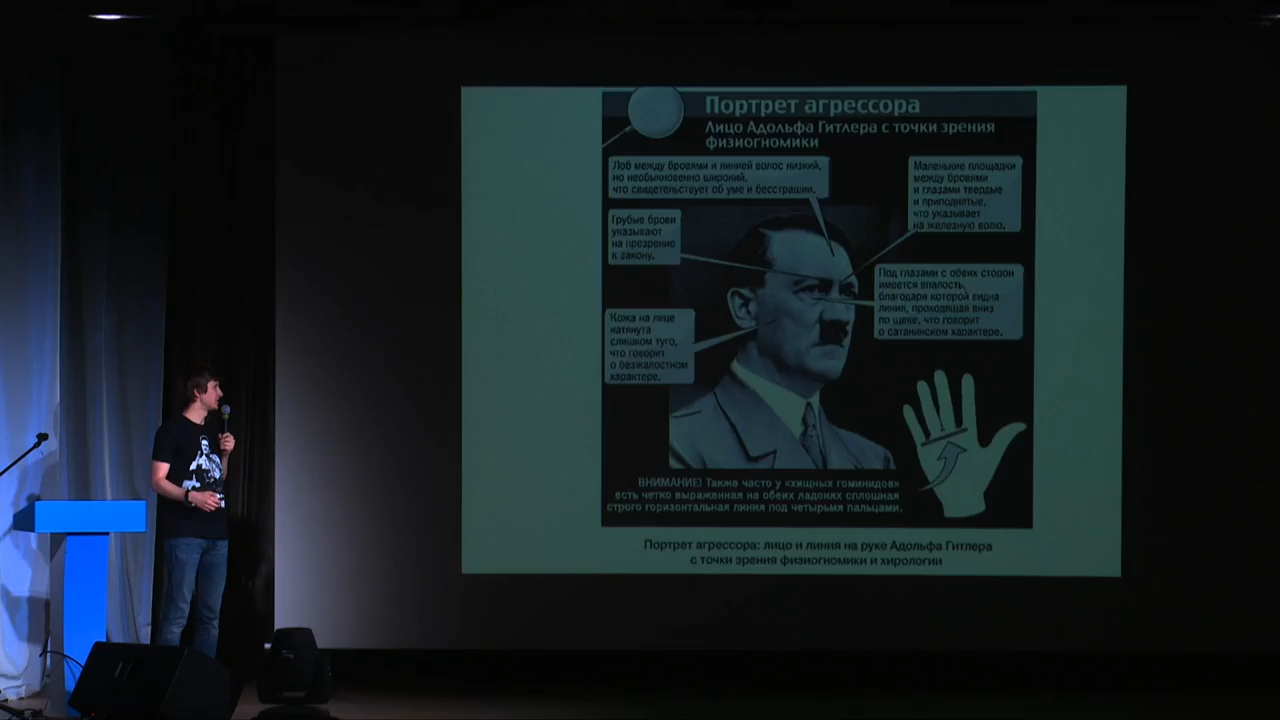 Портрет агрессора
Лицо Адольфа Гитлера с точки зрения
физиогномики
Лоб между бровями и линией волос низкий,
но необыкновенно широкий,
что свидетельствует об уме и бесстрашии.
Маленькие площадки
между бровями
и глазами твердые
и приподнятые,
что указывает
на железную волю.
Грубые брови
указывают
на презрение
к закону.
Под глазами с обеих сторон
имеется впалость,
благодаря которой видна
линия, проходящая вниз
по щеке, что говорит
о сатанинском характере.
Кожа на лице
натянута
слишком туго,
что говорит
о безжалостном
характере.
ВНИМАНИЕ! Также часто у «хищных гоминидов»
есть четко выраженная на обеих ладонях сплошная
строго горизонтальная линия под четырьмя пальцами.
Портрет агрессора: лицо и линия на руке Адольфа Гитлера
с точки зрения физиогномики и хирологии